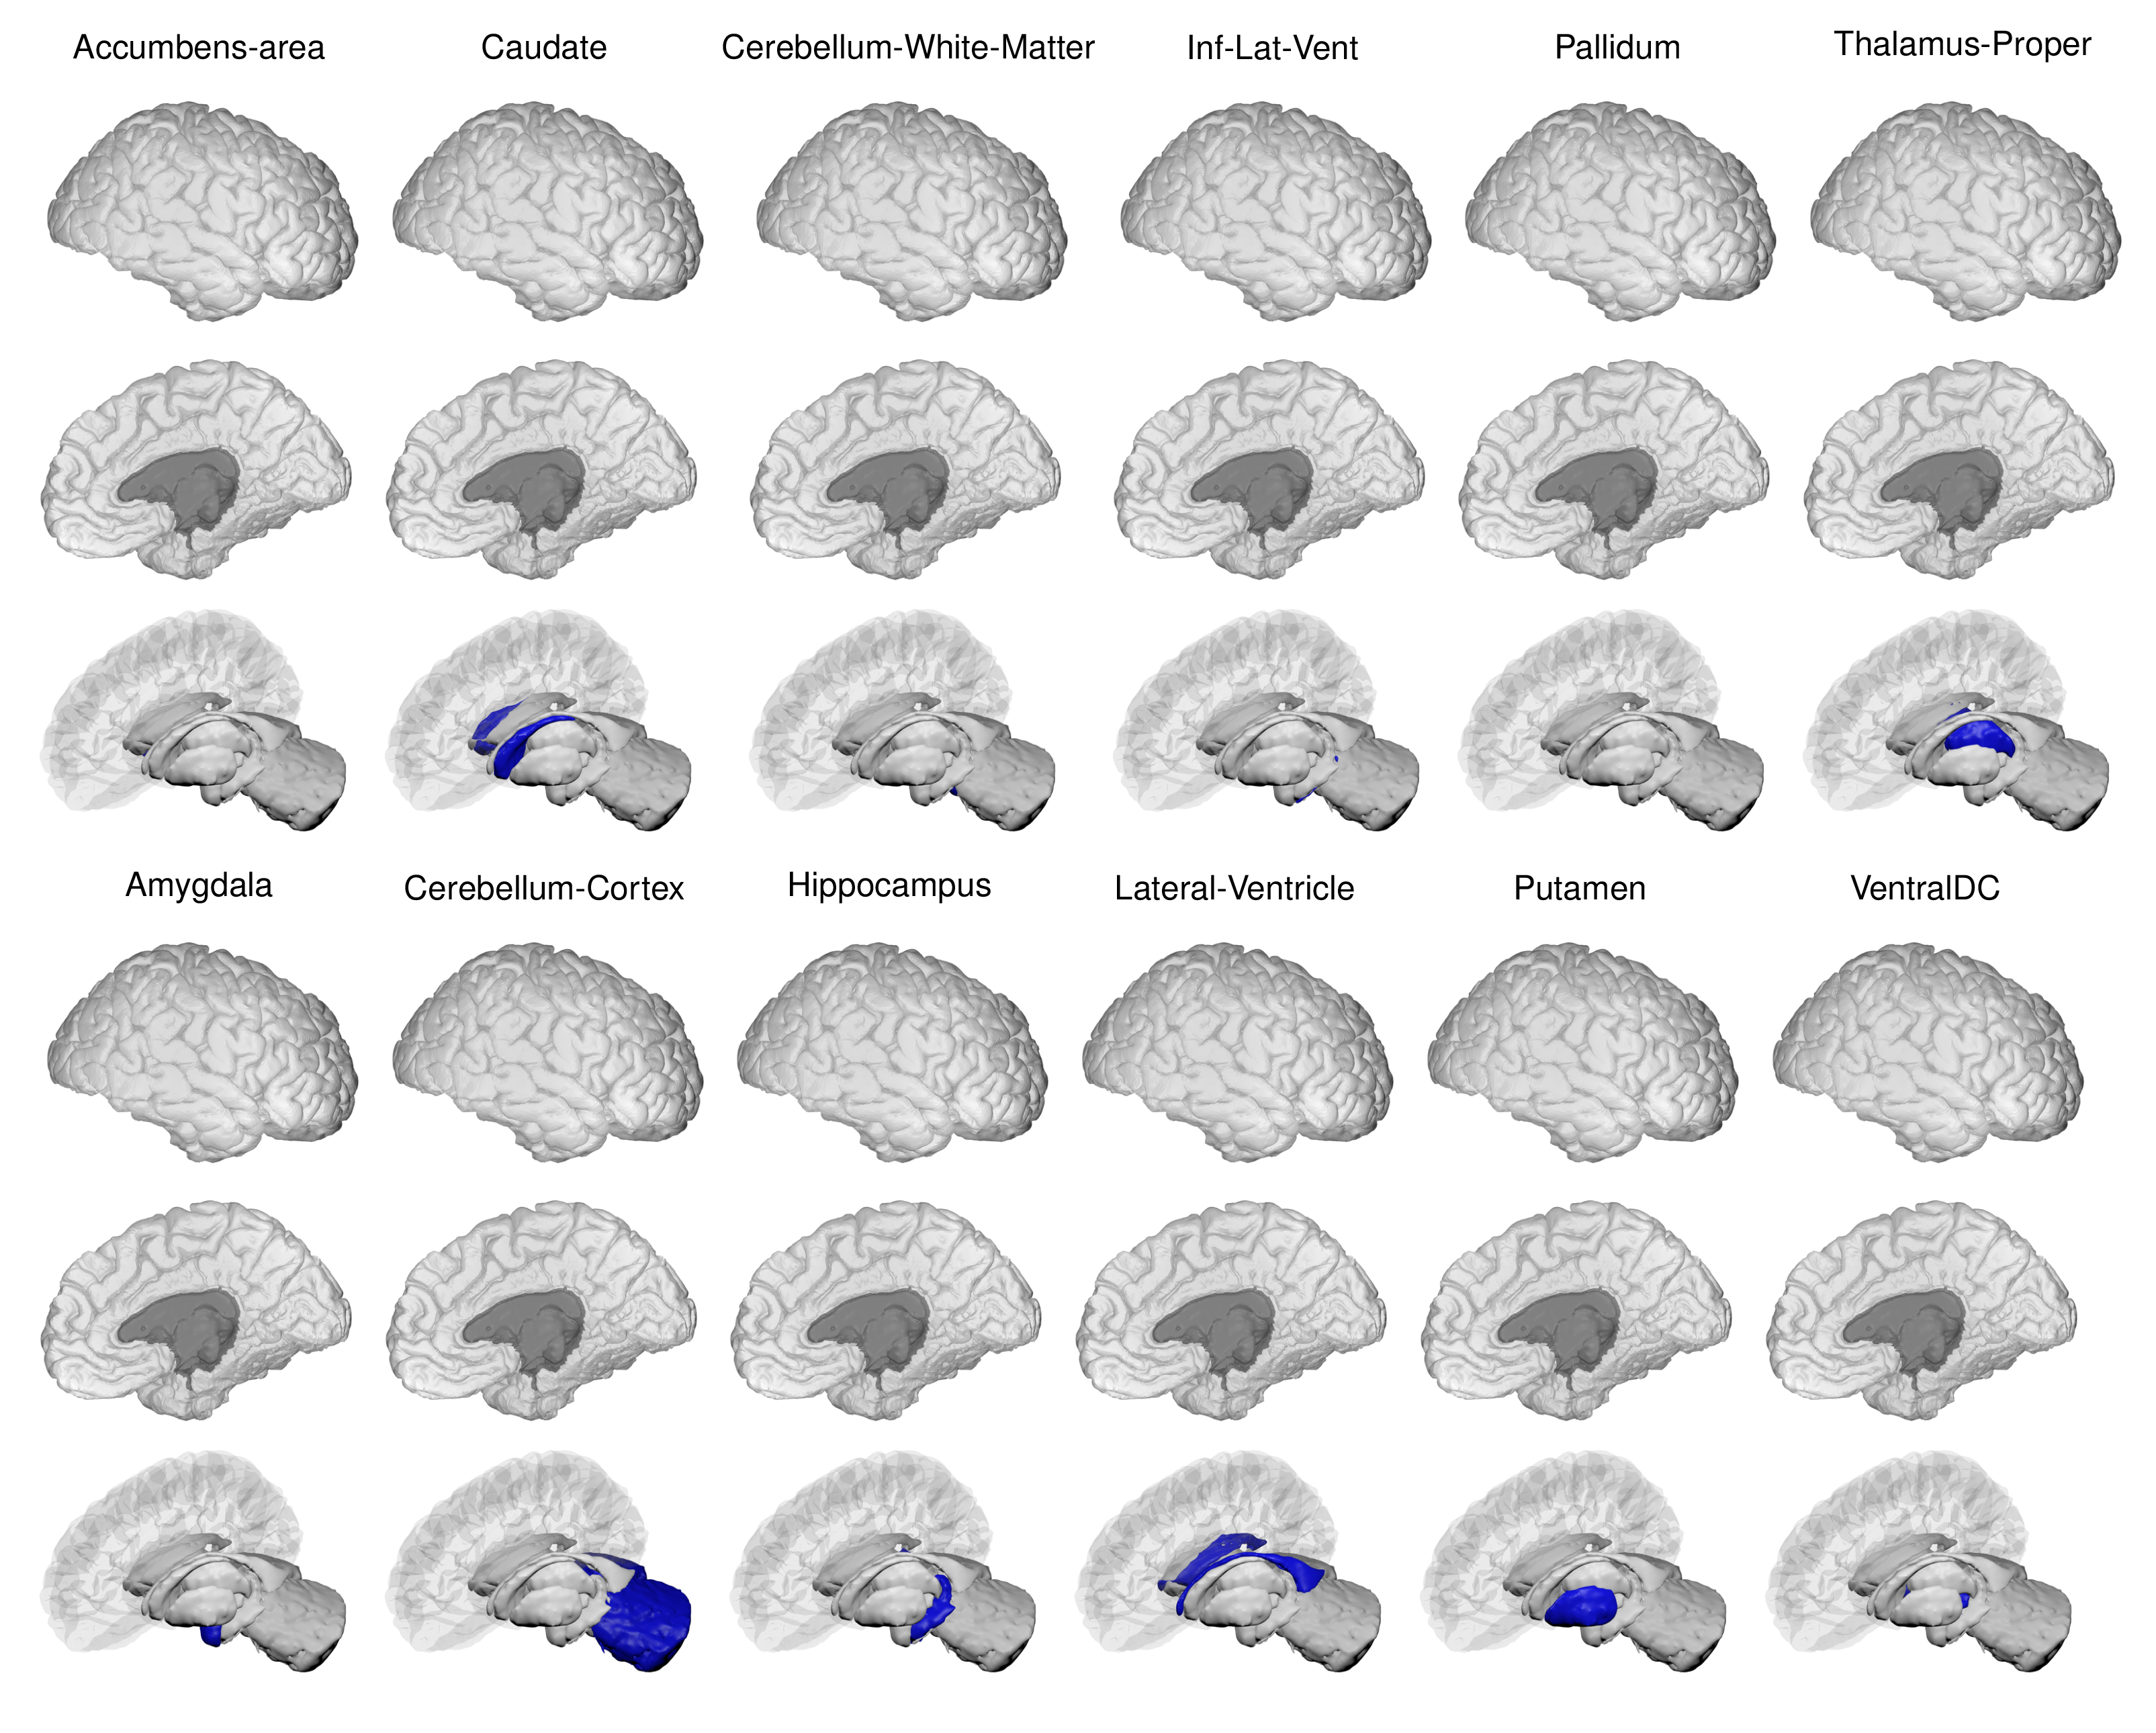 Accumbens-area
Caudate
Cerebellum-White-Matter
Inf-Lat-Vent
Pallidum
Thalamus-Proper
Amygdala
Cerebellum-Cortex
Hippocampus
Lateral-Ventricle
Putamen
VentralDC